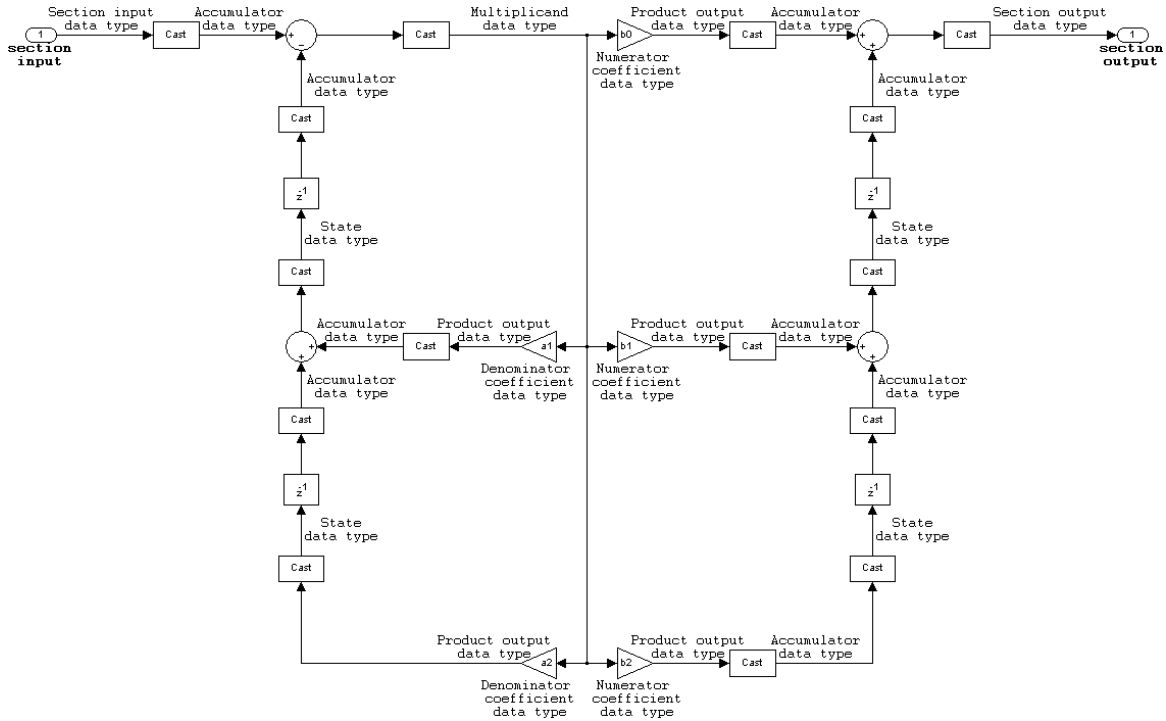 Section input
data type
Accumulator
data type
Multiplicand
data type
Product output
data type
Accumulator
data type
Section output
data type
1
section
input
Cast
+
−
Cast
b0
Cast
+
+
Cast
1
section
output
Numerator
coefficient
data type
Accumulator
data type
Accumulator
data type
Cast
Cast
z-1
z-1
State
data type
State
data type
Cast
Cast
Accumulator
data type
Product output
data type
Product output
data type
Accumulator
data type
+
+
Cast
a1
b1
Cast
+
+
Denominator
coefficient
data type
Numerator
coefficient
data type
Accumulator
data type
Accumulator
data type
Cast
Cast
z-1
z-1
State
data type
State
data type
Cast
Cast
Product output
data type
Product output
data type
Accumulator
data type
a2
b2
Cast
Denominator
coefficient
data type
Numerator
coefficient
data type